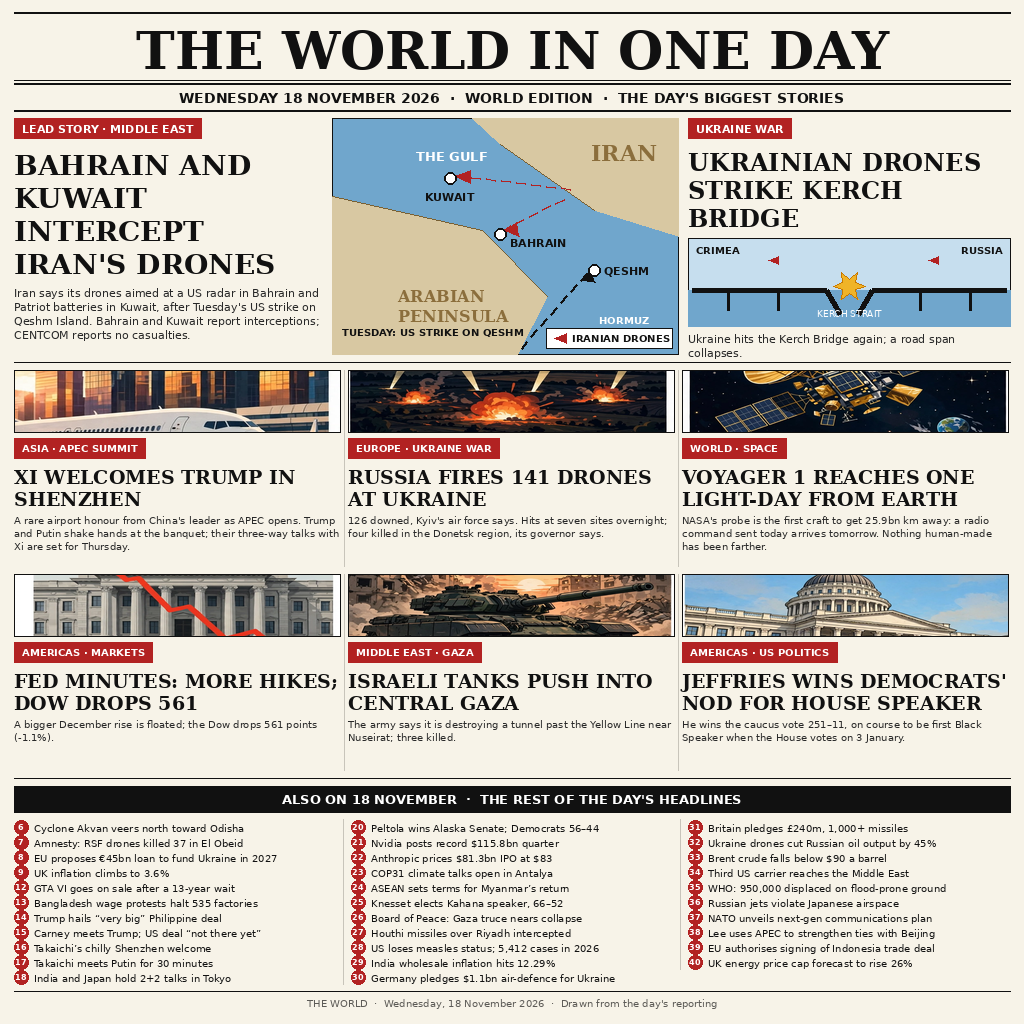 THE WORLD IN ONE DAY
WEDNESDAY 18 NOVEMBER 2026 · WORLD EDITION · THE DAY'S BIGGEST STORIES
LEAD STORY · MIDDLE EAST
BAHRAIN AND
KUWAIT
INTERCEPT
IRAN'S DRONES
Iran says its drones aimed at a US radar in Bahrain and
Patriot batteries in Kuwait, after Tuesday's US strike on
Qeshm Island. Bahrain and Kuwait report interceptions;
CENTCOM reports no casualties.
THE GULF
IRAN
KUWAIT
BAHRAIN
QESHM
ARABIAN
PENINSULA
HORMUZ
TUESDAY: US STRIKE ON QESHM
IRANIAN DRONES
UKRAINE WAR
UKRAINIAN DRONES
STRIKE KERCH
BRIDGE
CRIMEA
RUSSIA
KERCH STRAIT
Ukraine hits the Kerch Bridge again; a road span
collapses.
ASIA · APEC SUMMIT
XI WELCOMES TRUMP IN
SHENZHEN
A rare airport honour from China's leader as APEC opens. Trump
and Putin shake hands at the banquet; their three-way talks with
Xi are set for Thursday.
EUROPE · UKRAINE WAR
RUSSIA FIRES 141 DRONES
AT UKRAINE
126 downed, Kyiv's air force says. Hits at seven sites overnight;
four killed in the Donetsk region, its governor says.
WORLD · SPACE
VOYAGER 1 REACHES ONE
LIGHT-DAY FROM EARTH
NASA's probe is the first craft to get 25.9bn km away: a radio
command sent today arrives tomorrow. Nothing human-made
has been farther.
AMERICAS · MARKETS
FED MINUTES: MORE HIKES;
DOW DROPS 561
A bigger December rise is floated; the Dow drops 561 points
(-1.1%).
MIDDLE EAST · GAZA
ISRAELI TANKS PUSH INTO
CENTRAL GAZA
The army says it is destroying a tunnel past the Yellow Line near
Nuseirat; three killed.
AMERICAS · US POLITICS
JEFFRIES WINS DEMOCRATS'
NOD FOR HOUSE SPEAKER
He wins the caucus vote 251–11, on course to be first Black
Speaker when the House votes on 3 January.
ALSO ON 18 NOVEMBER · THE REST OF THE DAY'S HEADLINES
6 Cyclone Akvan veers north toward Odisha
7 Amnesty: RSF drones killed 37 in El Obeid
8 EU proposes €45bn loan to fund Ukraine in 2027
9 UK inflation climbs to 3.6%
12 GTA VI goes on sale after a 13-year wait
13 Bangladesh wage protests halt 535 factories
14 Trump hails “very big” Philippine deal
15 Carney meets Trump; US deal “not there yet”
16 Takaichi’s chilly Shenzhen welcome
17 Takaichi meets Putin for 30 minutes
18 India and Japan hold 2+2 talks in Tokyo
20 Peltola wins Alaska Senate; Democrats 56–44
21 Nvidia posts record $115.8bn quarter
22 Anthropic prices $81.3bn IPO at $83
23 COP31 climate talks open in Antalya
24 ASEAN sets terms for Myanmar’s return
25 Knesset elects Kahana speaker, 66–52
26 Board of Peace: Gaza truce nears collapse
27 Houthi missiles over Riyadh intercepted
28 US loses measles status; 5,412 cases in 2026
29 India wholesale inflation hits 12.29%
30 Germany pledges $1.1bn air-defence for Ukraine
31 Britain pledges £240m, 1,000+ missiles
32 Ukraine drones cut Russian oil output by 45%
33 Brent crude falls below $90 a barrel
34 Third US carrier reaches the Middle East
35 WHO: 950,000 displaced on flood-prone ground
36 Russian jets violate Japanese airspace
37 NATO unveils next-gen communications plan
38 Lee uses APEC to strengthen ties with Beijing
39 EU authorises signing of Indonesia trade deal
40 UK energy price cap forecast to rise 26%
THE WORLD · Wednesday, 18 November 2026 · Drawn from the day's reporting